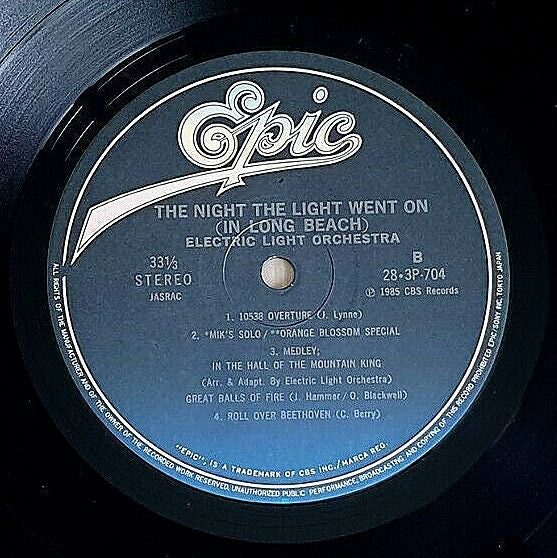 Epic
THE NIGHT THE LIGHT WENT ON
(IN LONG BEACH)
ELECTRIC LIGHT ORCHESTRA
33⅓
STEREO
JASRAC
B
28·3P-704
℗ 1985 CBS Records
1. 10538 OVERTURE (J. Lynne)
2. *MIK'S SOLO / **ORANGE BLOSSOM SPECIAL
3. MEDLEY;
IN THE HALL OF THE MOUNTAIN KING
(Arr. & Adapt. By Electric Light Orchestra)
GREAT BALLS OF FIRE (J. Hammer / O. Blackwell)
4. ROLL OVER BEETHOVEN (C. Berry)
"EPIC", IS A TRADEMARK OF CBS INC./MARCA REG.
ALL RIGHTS OF THE MANUFACTURER AND OF THE OWNERS OF THE RECORDED WORK RESERVED, UNAUTHORIZED PUBLIC PERFORMANCE, BROADCASTING AND COPYING OF THIS RECORD PROHIBITED EPIC/SONY INC. TOKYO JAPAN